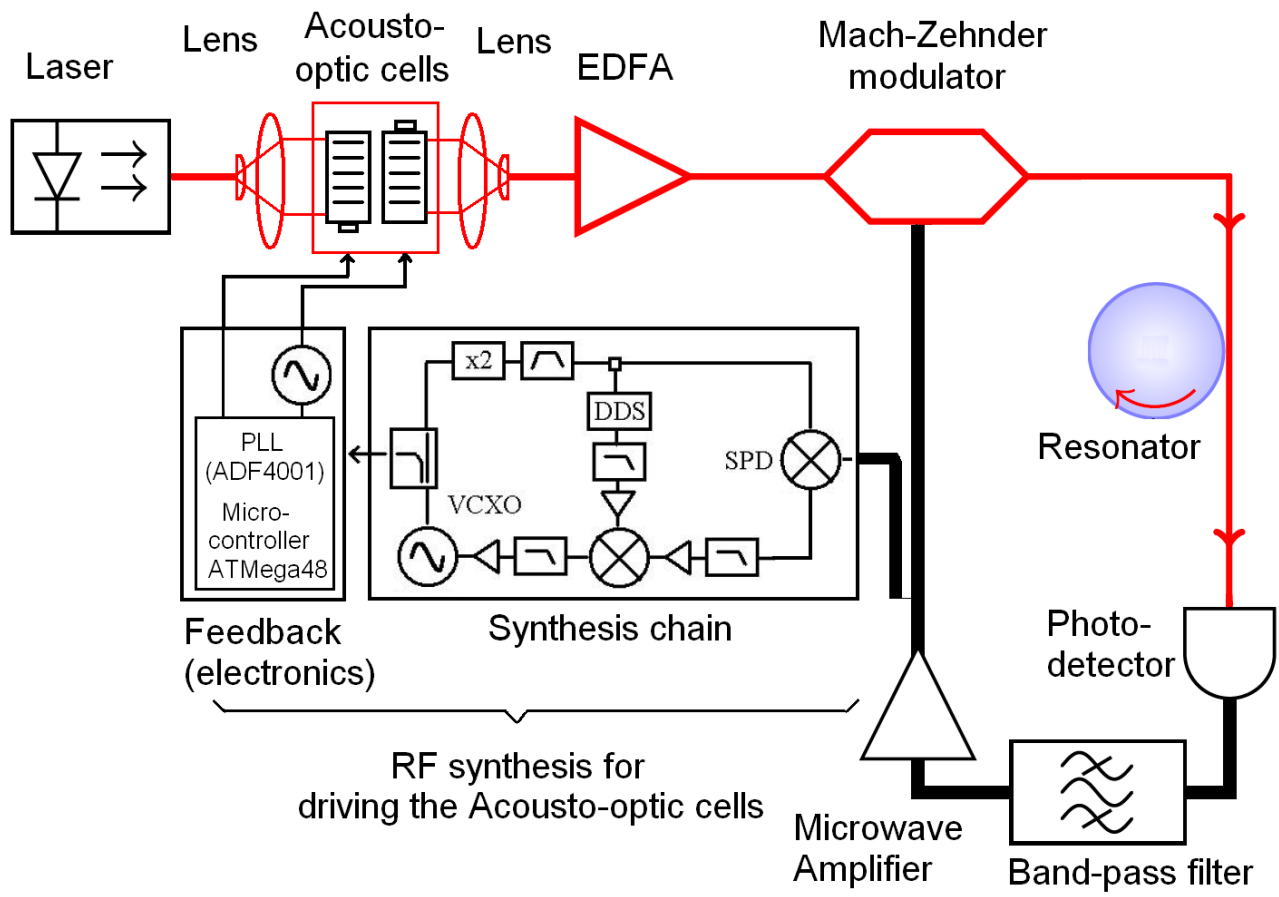 Laser
Lens
Acousto-
optic cells
Lens
EDFA
Mach-Zehnder
modulator
x2
DDS
SPD
VCXO
PLL
(ADF4001)
Micro-
controller
ATMega48
Resonator
Feedback
(electronics)
Synthesis chain
Photo-
detector
RF synthesis for
driving the Acousto-optic cells
Microwave
Amplifier
Band-pass filter